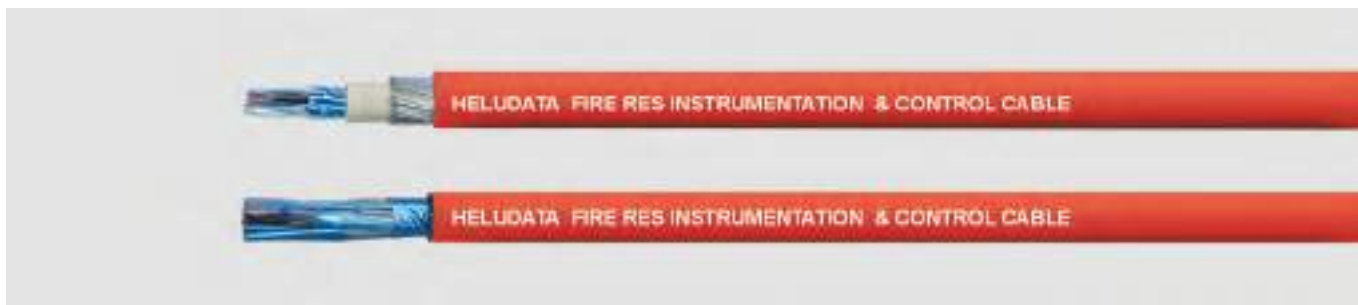 HELUDATA FIRE RES INSTRUMENTATION & CONTROL CABLE
HELUDATA FIRE RES INSTRUMENTATION & CONTROL CABLE